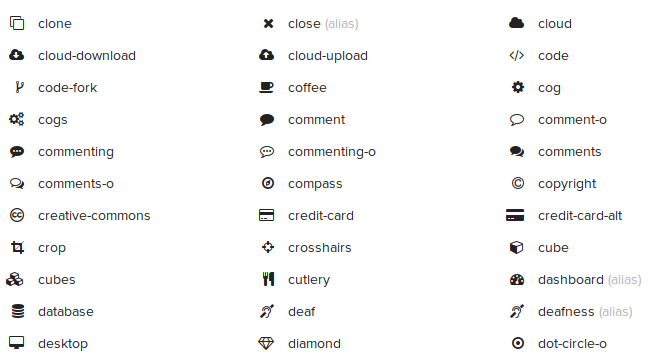 clone close (alias) cloud
cloud-download cloud-upload code
code-fork coffee cog
cogs comment comment-o
commenting commenting-o comments
comments-o compass copyright
creative-commons credit-card credit-card-alt
crop crosshairs cube
cubes cutlery dashboard (alias)
database deaf deafness (alias)
desktop diamond dot-circle-o